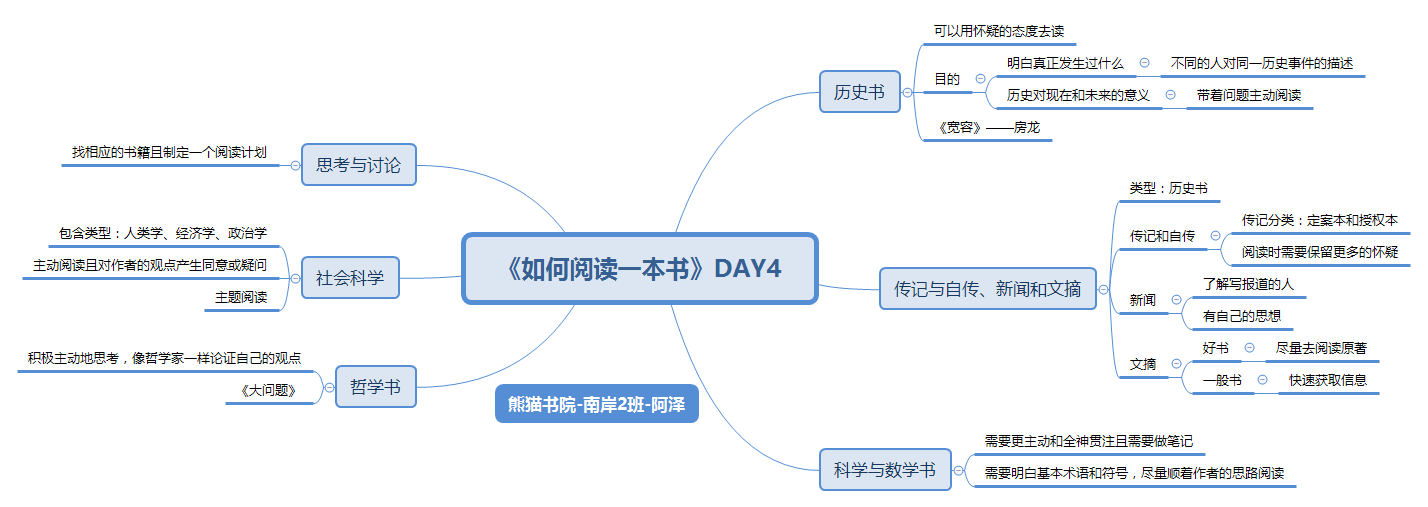 《如何阅读一本书》DAY4
历史书
可以用怀疑的态度去读
目的
明白真正发生过什么
不同的人对同一历史事件的描述
历史对现在和未来的意义
带着问题主动阅读
《宽容》——房龙
传记与自传、新闻和文摘
类型：历史书
传记和自传
传记分类：定案本和授权本
阅读时需要保留更多的怀疑
新闻
了解写报道的人
有自己的思想
文摘
好书
尽量去阅读原著
一般书
快速获取信息
科学与数学书
需要更主动和全神贯注且需要做笔记
需要明白基本术语和符号，尽量顺着作者的思路阅读
哲学书
积极主动地思考，像哲学家一样论证自己的观点
《大问题》
社会科学
包含类型：人类学、经济学、政治学
主动阅读且对作者的观点产生同意或疑问
主题阅读
思考与讨论
找相应的书籍且制定一个阅读计划
熊猫书院-南岸2班-阿泽